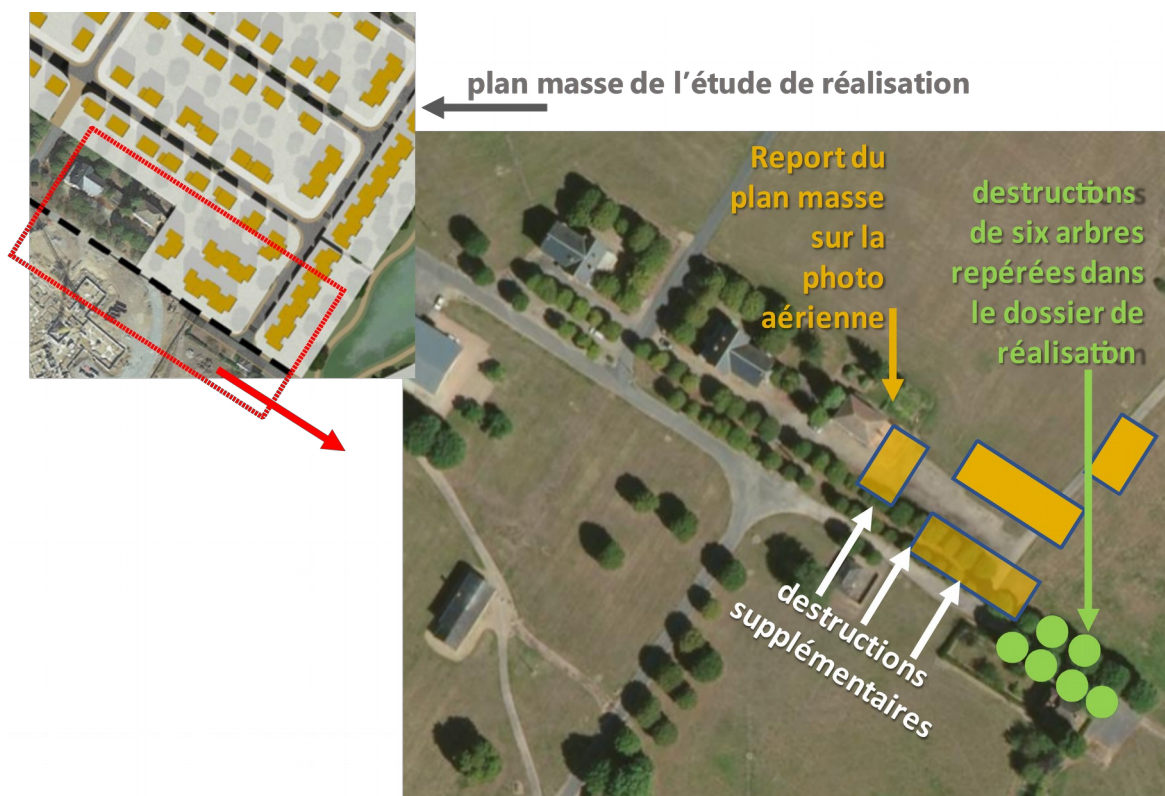 plan masse de l’étude de réalisation
Report du
plan masse
sur la
photo
aérienne
destructions
de six arbres
repérées dans
le dossier de
réalisation
destructions
supplémentaires